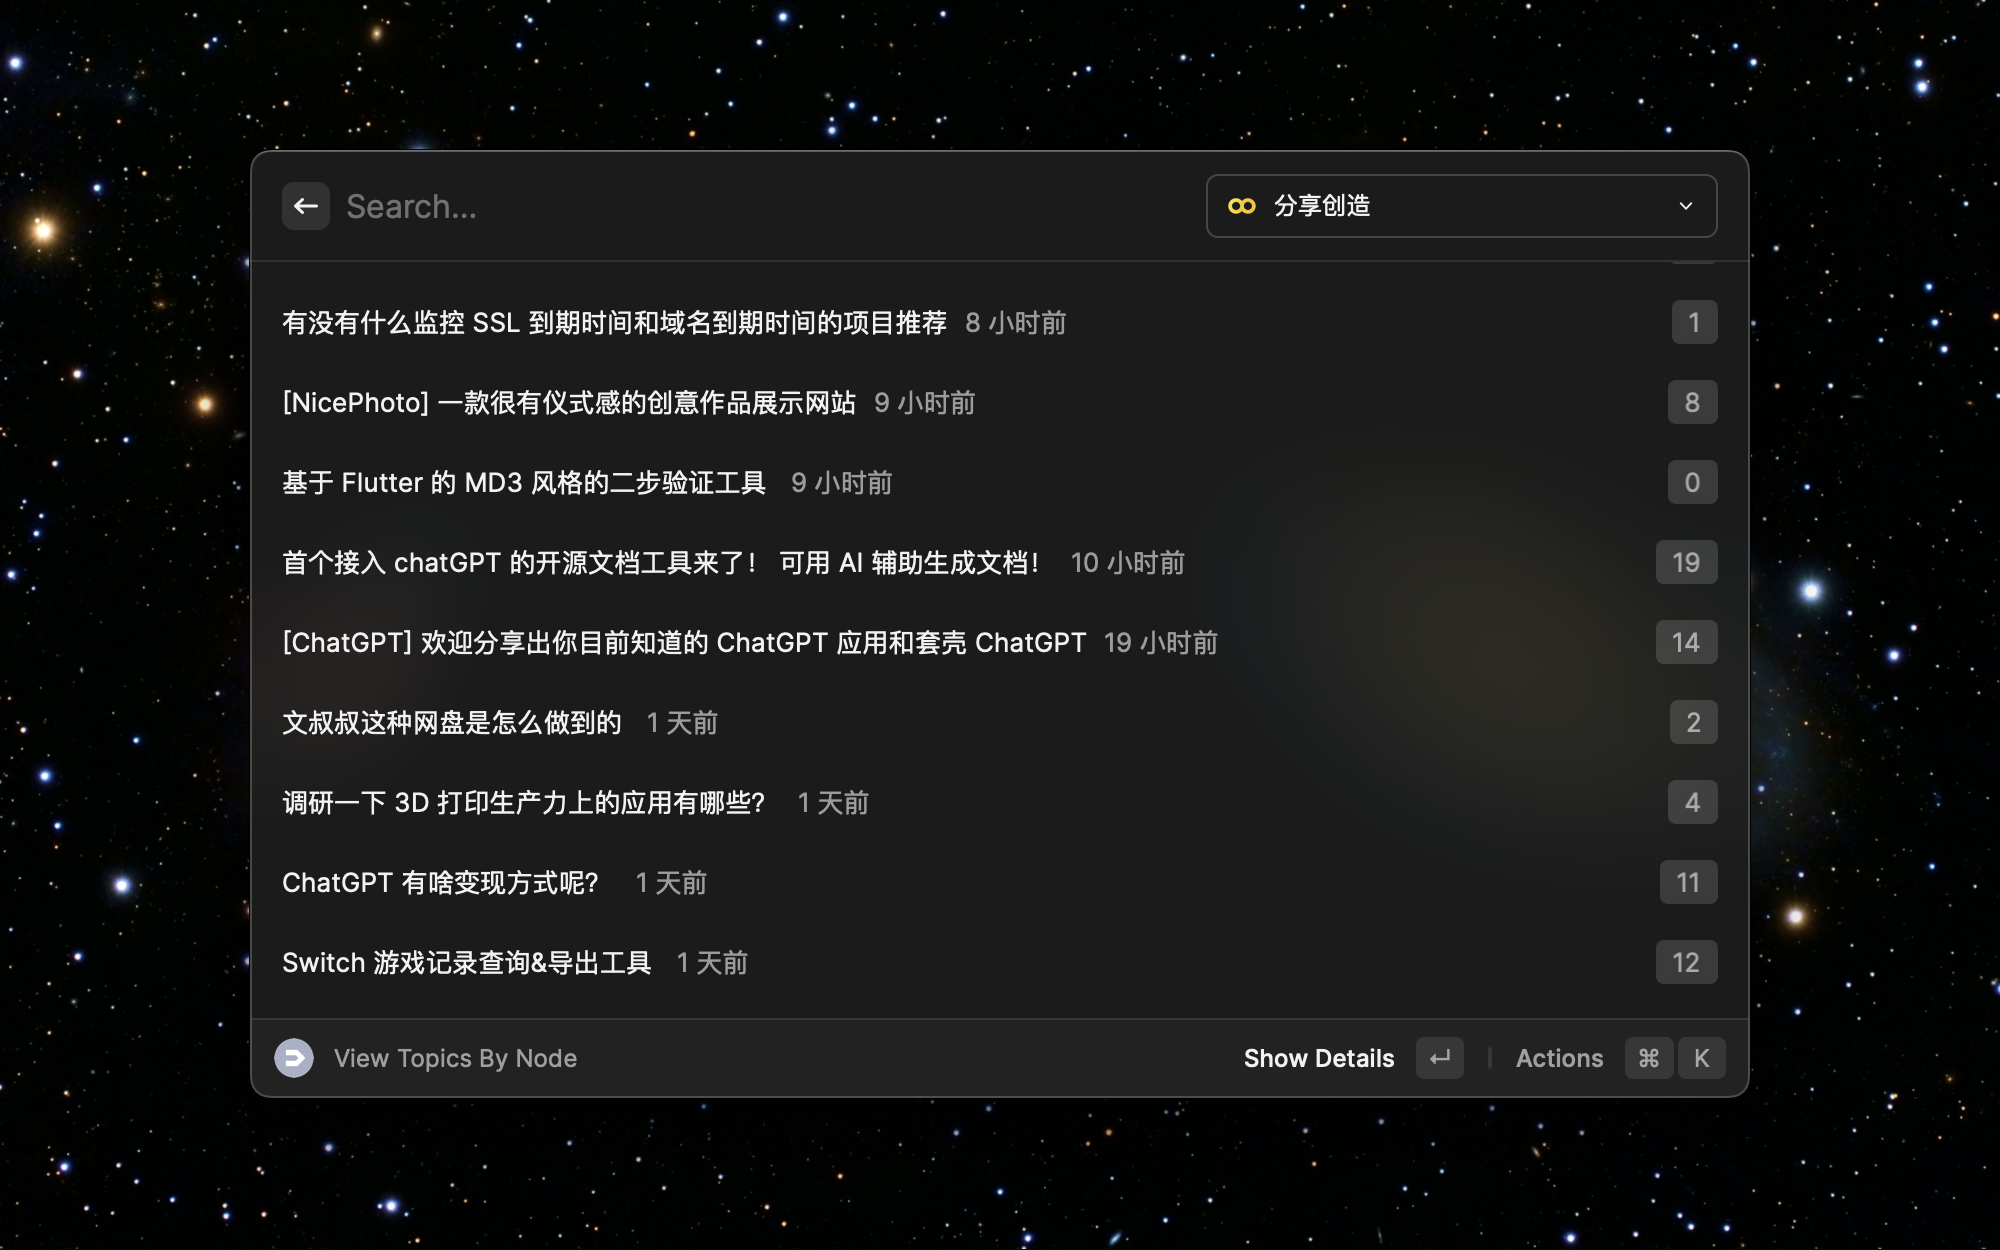 Search...
分享创造
有没有什么监控 SSL 到期时间和域名到期时间的项目推荐 8 小时前 1
[NicePhoto] 一款很有仪式感的创意作品展示网站 9 小时前 8
基于 Flutter 的 MD3 风格的二步验证工具 9 小时前 0
首个接入 chatGPT 的开源文档工具来了！ 可用 AI 辅助生成文档！ 10 小时前 19
[ChatGPT] 欢迎分享出你目前知道的 ChatGPT 应用和套壳 ChatGPT 19 小时前 14
文叔叔这种网盘是怎么做到的 1 天前 2
调研一下 3D 打印生产力上的应用有哪些？ 1 天前 4
ChatGPT 有啥变现方式呢？ 1 天前 11
Switch 游戏记录查询&导出工具 1 天前 12
View Topics By Node Show Details ↵ Actions ⌘ K